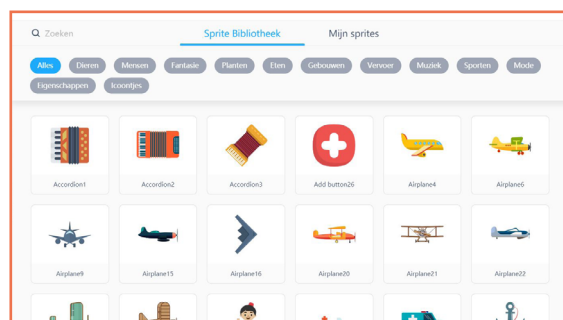 Zoeken
Sprite Bibliotheek
Mijn sprites
Alles Dieren Mensen Fantasie Planten Eten Gebouwen Vervoer Muziek Sporten Mode
Eigenschappen Icoontjes
Accordion1 Accordion2 Accordion3 Add button26 Airplane4 Airplane6
Airplane9 Airplane15 Airplane16 Airplane20 Airplane21 Airplane22